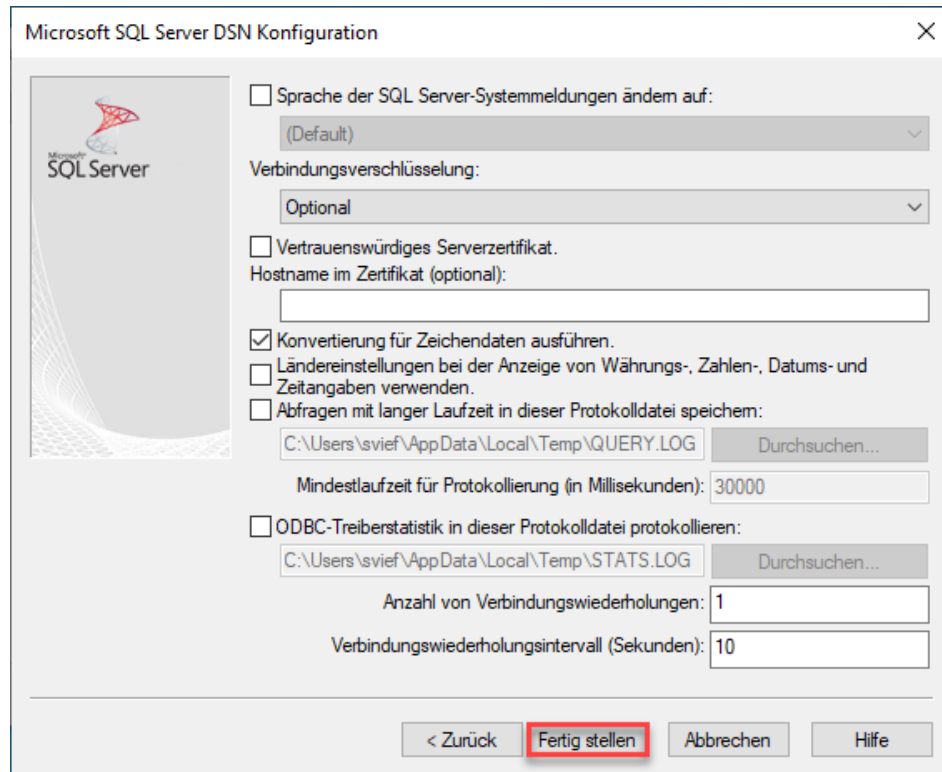 Microsoft SQL Server DSN Konfiguration
Microsoft
SQL Server
Sprache der SQL Server-Systemmeldungen ändern auf:
(Default)
Verbindungsverschlüsselung:
Optional
Vertrauenswürdiges Serverzertifikat.
Hostname im Zertifikat (optional):
Konvertierung für Zeichendaten ausführen.
Ländereinstellungen bei der Anzeige von Währungs-, Zahlen-, Datums- und
Zeitangaben verwenden.
Abfragen mit langer Laufzeit in dieser Protokolldatei speichern:
C:\Users\svief\AppData\Local\Temp\QUERY.LOG Durchsuchen...
Mindestlaufzeit für Protokollierung (in Millisekunden): 30000
ODBC-Treiberstatistik in dieser Protokolldatei protokollieren:
C:\Users\svief\AppData\Local\Temp\STATS.LOG Durchsuchen...
Anzahl von Verbindungswiederholungen: 1
Verbindungswiederholungsintervall (Sekunden): 10
< Zurück Fertig stellen Abbrechen Hilfe